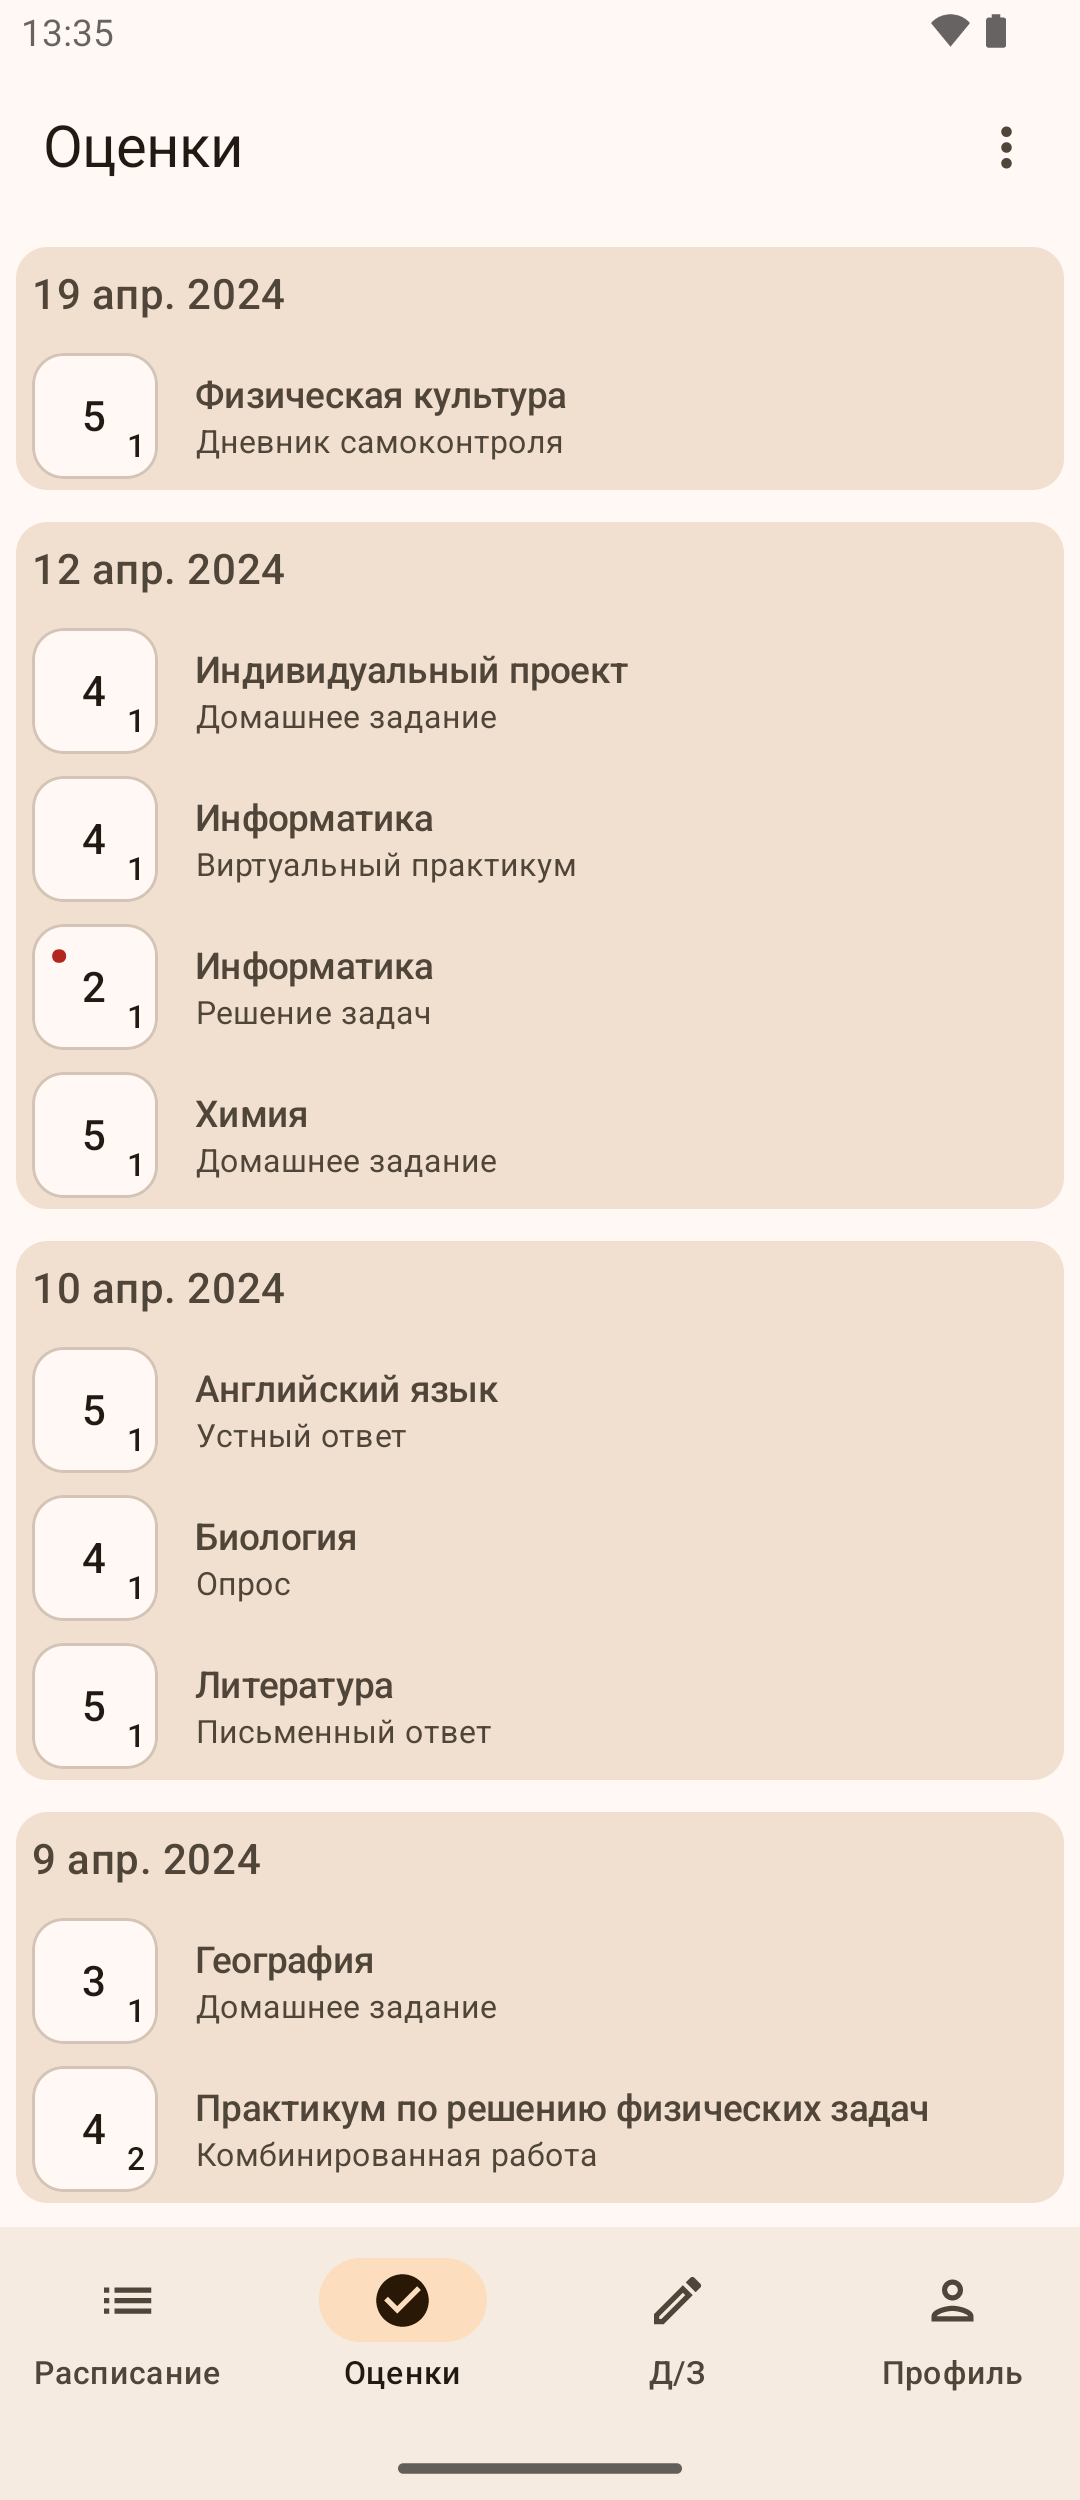 13:35
Оценки
19 апр. 2024
5
1
Физическая культура
Дневник самоконтроля
12 апр. 2024
4
1
Индивидуальный проект
Домашнее задание
4
1
Информатика
Виртуальный практикум
2
1
Информатика
Решение задач
5
1
Химия
Домашнее задание
10 апр. 2024
5
1
Английский язык
Устный ответ
4
1
Биология
Опрос
5
1
Литература
Письменный ответ
9 апр. 2024
3
1
География
Домашнее задание
4
2
Практикум по решению физических задач
Комбинированная работа
Расписание
Оценки
Д/З
Профиль